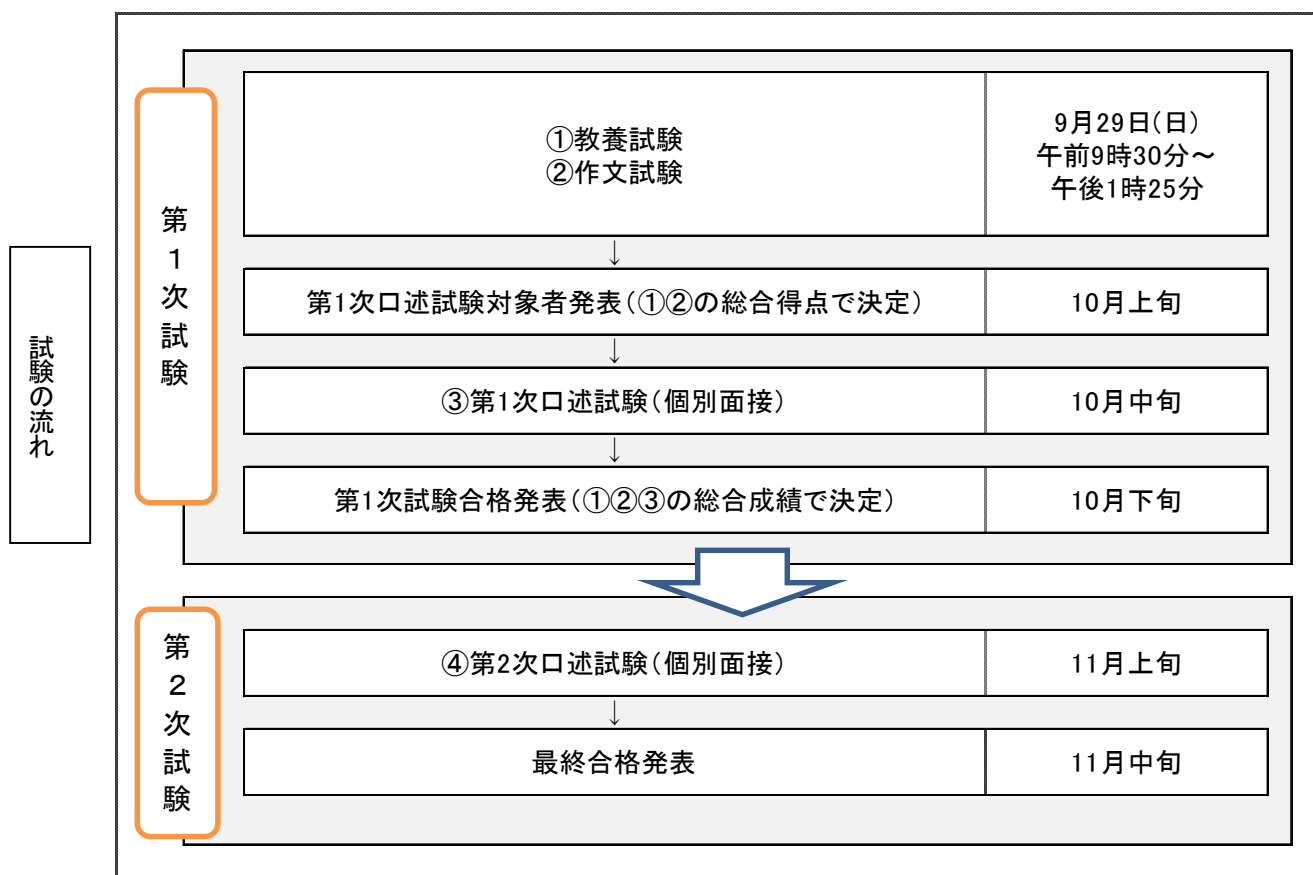 試験の流れ
第1次試験
①教養試験
②作文試験
9月29日(日)
午前9時30分～
午後1時25分
↓
第1次口述試験対象者発表(①②の総合得点で決定)
10月上旬
↓
③第1次口述試験(個別面接)
10月中旬
↓
第1次試験合格発表(①②③の総合成績で決定)
10月下旬
第2次試験
④第2次口述試験(個別面接)
11月上旬
↓
最終合格発表
11月中旬